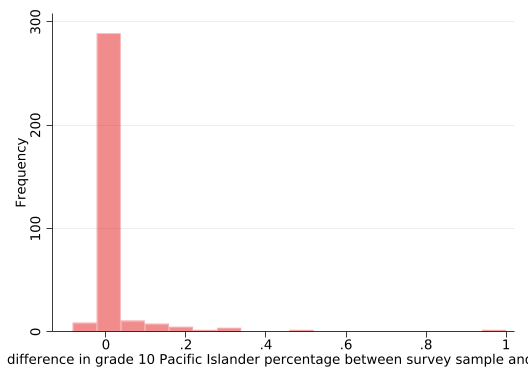 300
200
100
0
Frequency
0 .2 .4 .6 .8 1
difference in grade 10 Pacific Islander percentage between survey sample and